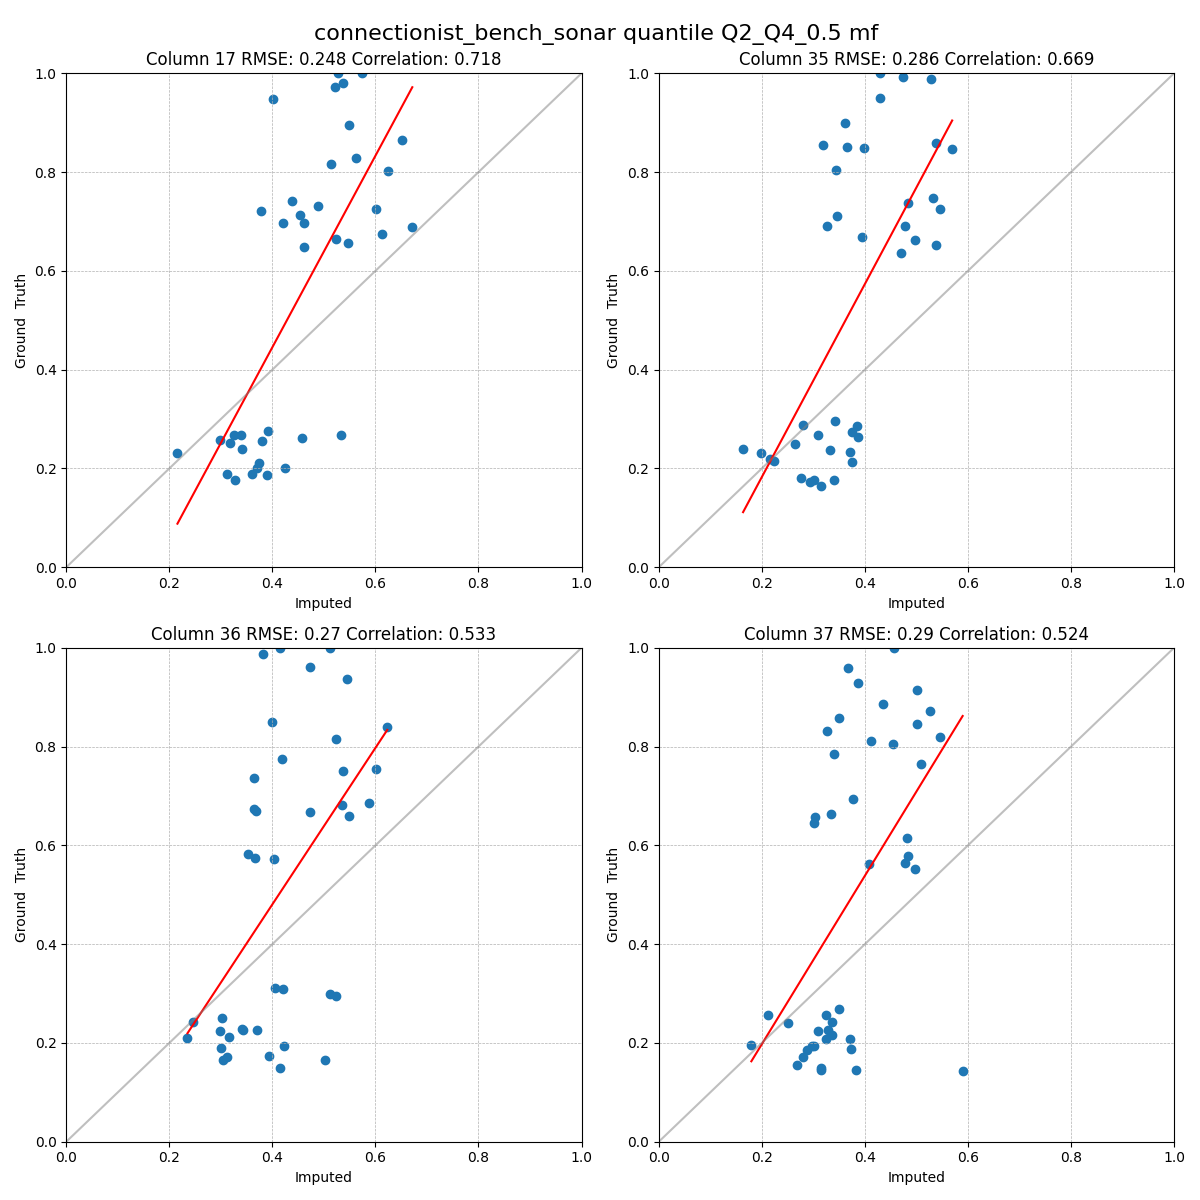 connectionist_bench_sonar quantile Q2_Q4_0.5 mf
Column 17 RMSE: 0.248 Correlation: 0.718
1.0
0.8
0.6
0.4
0.2
0.0
Ground  Truth
0.0 0.2 0.4 0.6 0.8 1.0
Imputed
Column 35 RMSE: 0.286 Correlation: 0.669
1.0
0.8
0.6
0.4
0.2
0.0
Ground  Truth
0.0 0.2 0.4 0.6 0.8 1.0
Imputed
Column 36 RMSE: 0.27 Correlation: 0.533
1.0
0.8
0.6
0.4
0.2
0.0
Ground  Truth
0.0 0.2 0.4 0.6 0.8 1.0
Imputed
Column 37 RMSE: 0.29 Correlation: 0.524
1.0
0.8
0.6
0.4
0.2
0.0
Ground  Truth
0.0 0.2 0.4 0.6 0.8 1.0
Imputed